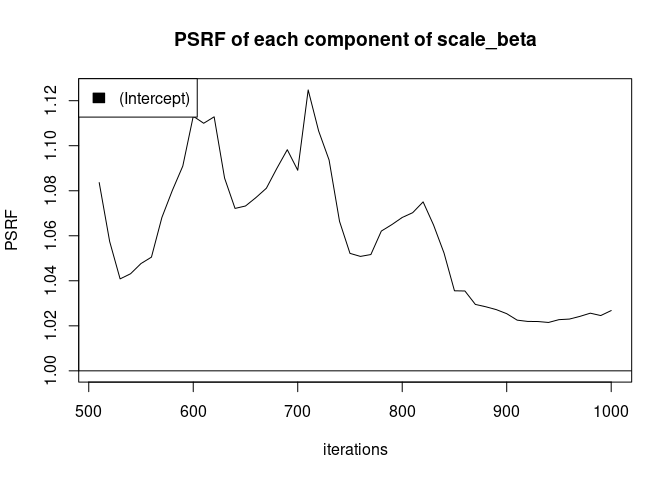 PSRF of each component of scale_beta
(Intercept)
PSRF
1.12
1.10
1.08
1.06
1.04
1.02
1.00
500 600 700 800 900 1000
iterations